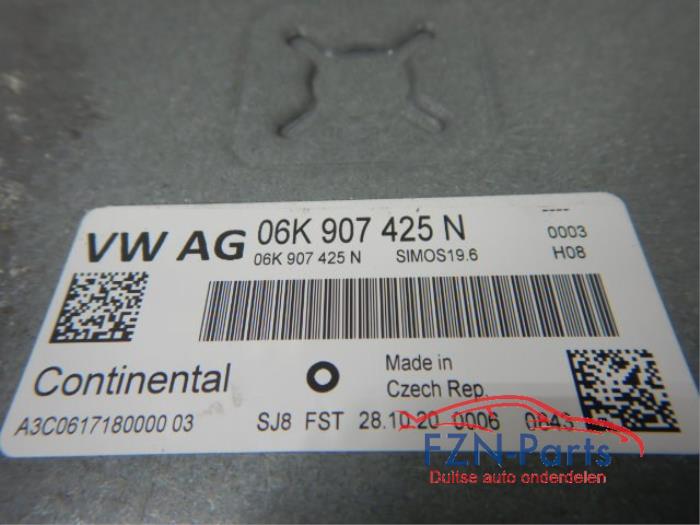 VW AG 06K 907 425 N
---- 
06K 907 425 N SIMOS19.6 0003
H08
Continental
Made in
Czech Rep.
A3C0617180000 03 SJ8 FST 28.10.20 0006 0843
FZN-Parts
Duitse auto onderdelen